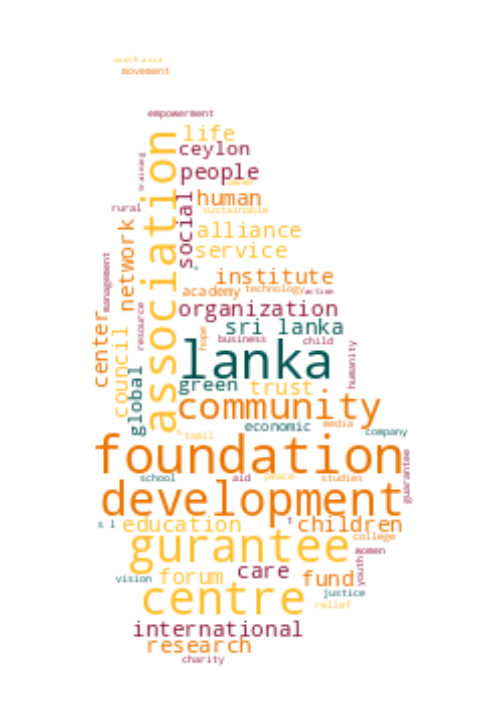 south asia
movement
empowerment
association
life
ceylon
training
people
human
rural
sustainable
social
alliance
network
service
management
institute
academy
technology
action
organization
resource
sri lanka
center
council
hope
business
child
lanka
humanity
global
green
trust
community
economic
media
tamil
company
foundation
school
aid
peace
studies
guarantee
development
s l
education
t
children
gurantee
college
women
vision
forum
care
fund
youth
centre
justice
relief
international
research
charity